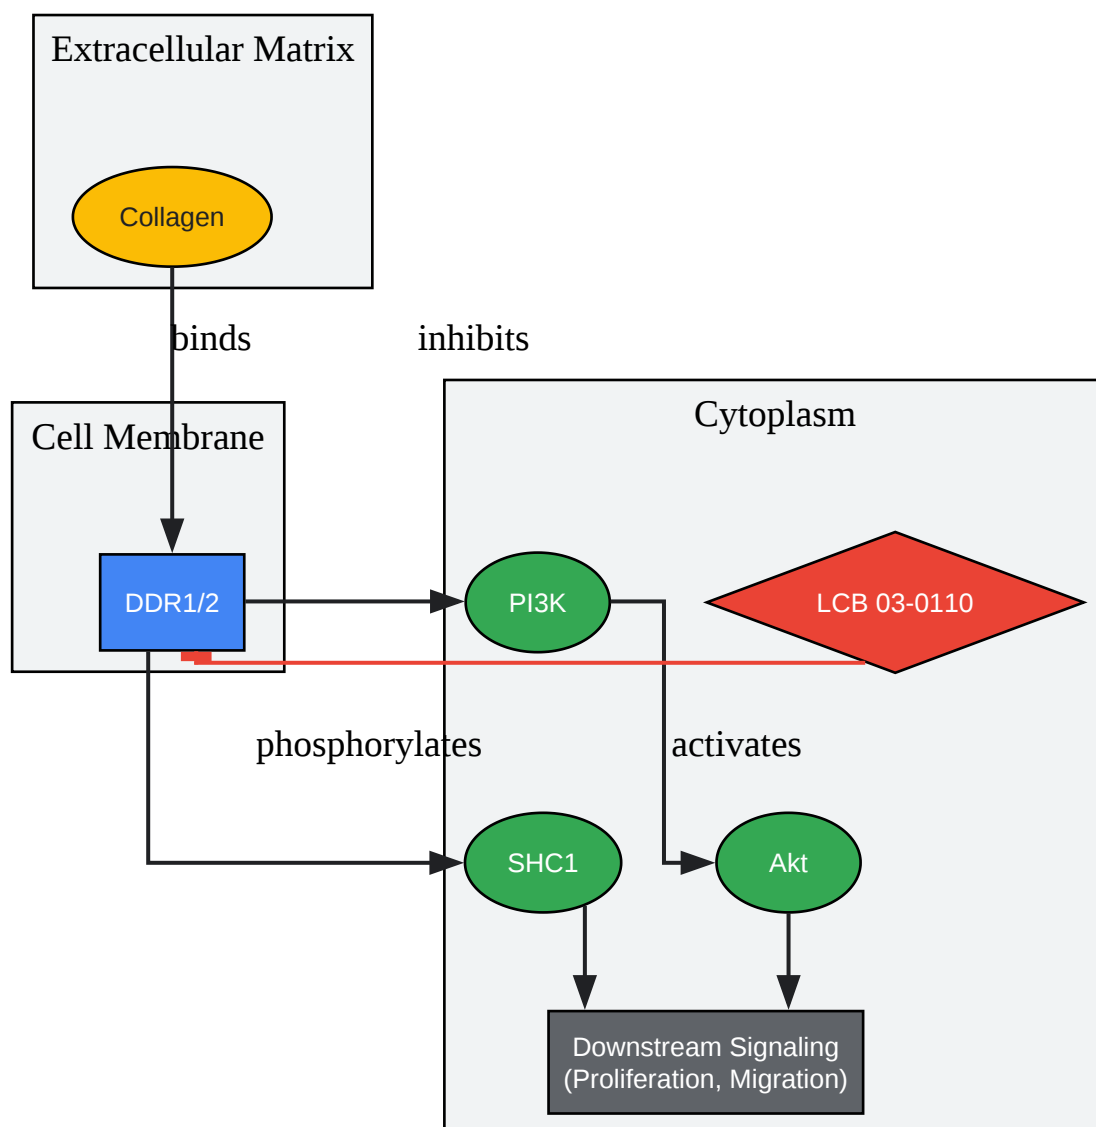 Extracellular Matrix
Collagen
binds
inhibits
Cell Membrane
Cytoplasm
DDR1/2
PI3K
LCB 03-0110
phosphorylates
activates
SHC1
Akt
Downstream Signaling
(Proliferation, Migration)